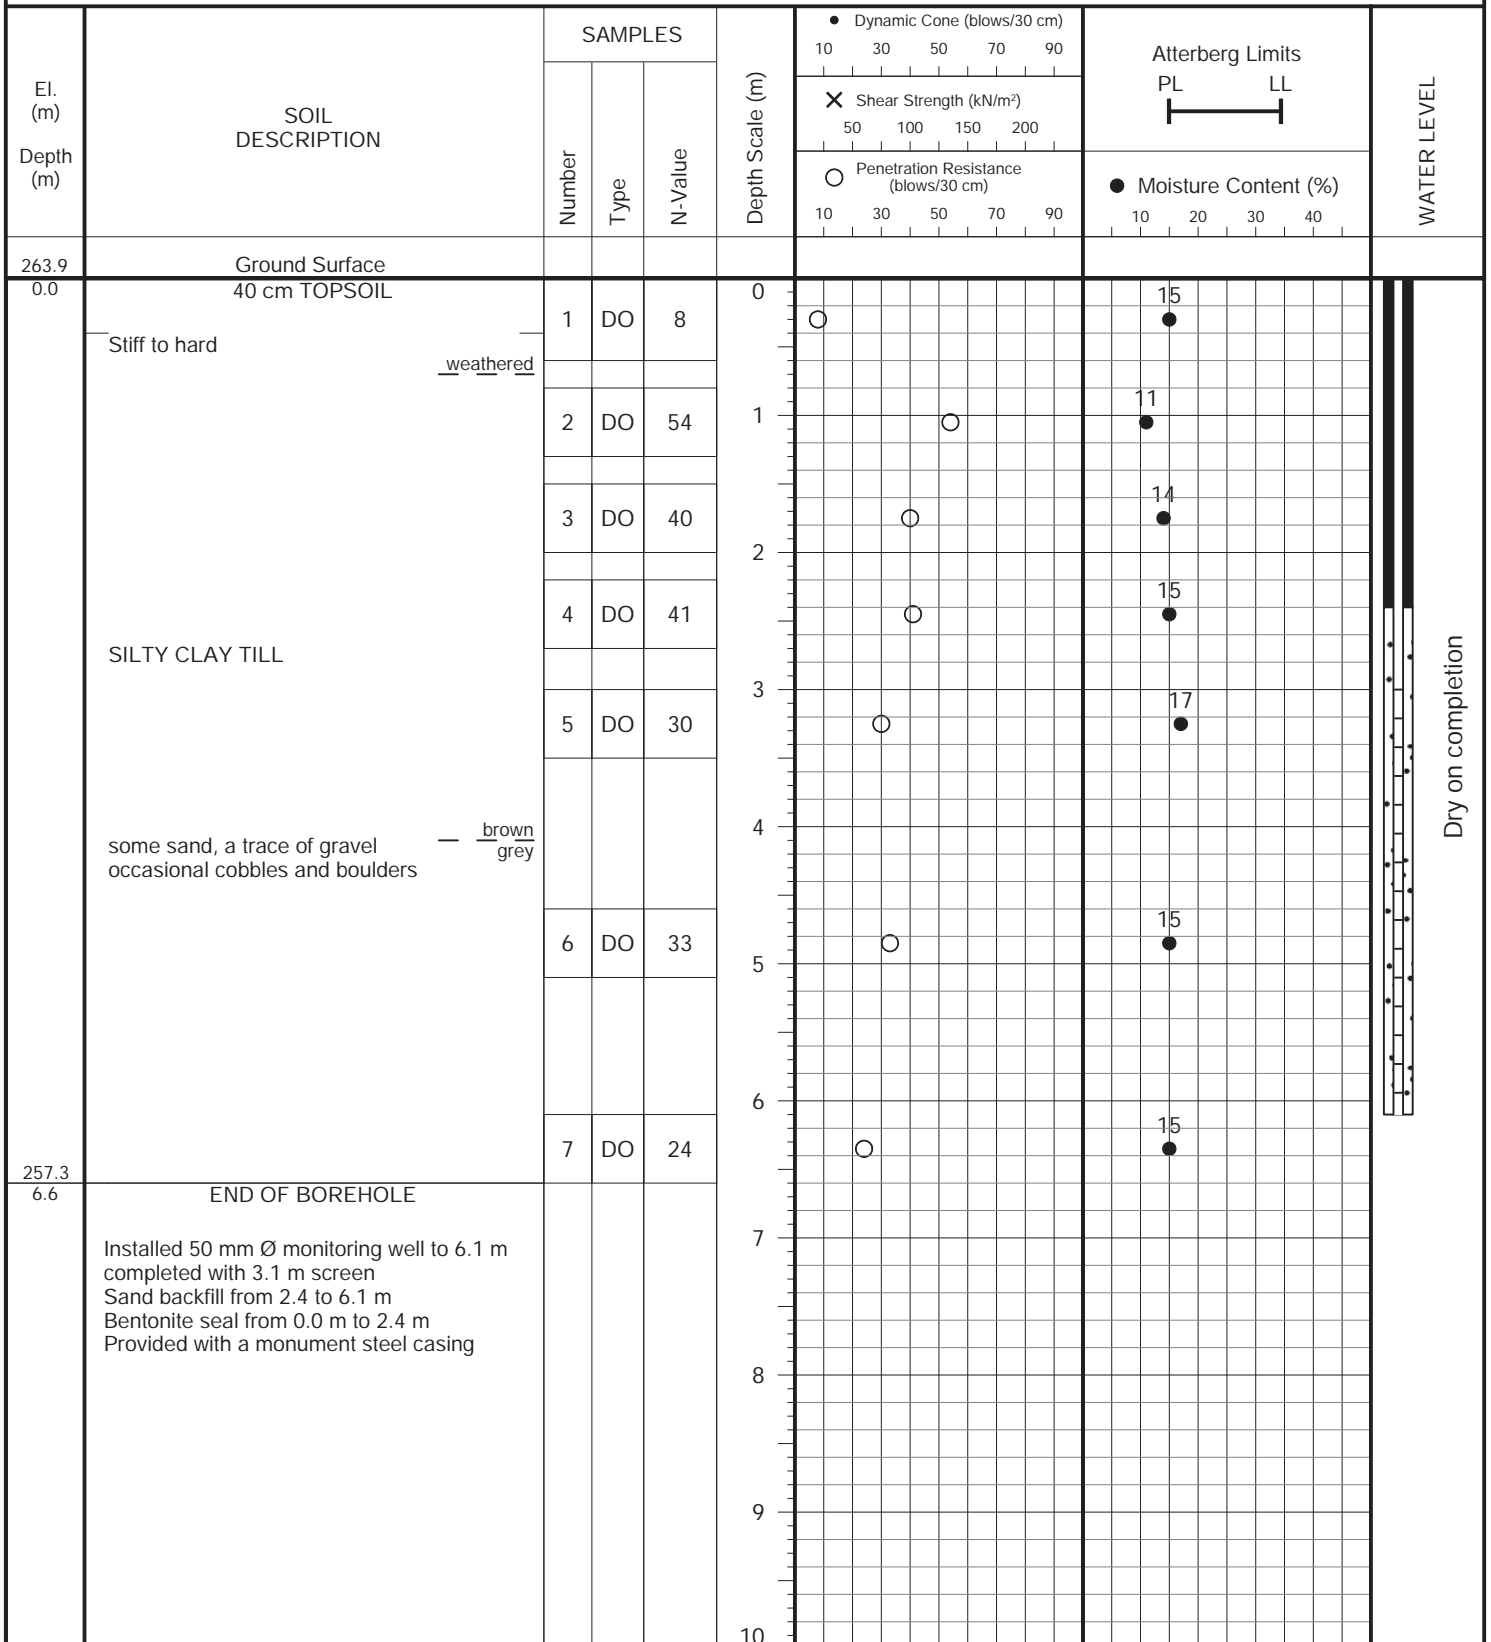 El.
(m)
Depth
(m)
SOIL
DESCRIPTION
SAMPLES
Number
Type
N-Value
Depth Scale (m)
Dynamic Cone (blows/30 cm)
10 30 50 70 90
Shear Strength (kN/m²)
50 100 150 200
Penetration Resistance
(blows/30 cm)
10 30 50 70 90
Atterberg Limits
PL LL
Moisture Content (%)
10 20 30 40
WATER LEVEL
263.9 Ground Surface
0.0 40 cm TOPSOIL 0 15
1 DO 8
Stiff to hard
weathered
11
2 DO 54 1
14
3 DO 40
2
15
4 DO 41
SILTY CLAY TILL
3
17
5 DO 30
Dry on completion
4
brown
some sand, a trace of gravel grey
occasional cobbles and boulders
15
6 DO 33
5
6
15
7 DO 24
257.3
6.6 END OF BOREHOLE
7
Installed 50 mm Ø monitoring well to 6.1 m
completed with 3.1 m screen
Sand backfill from 2.4 to 6.1 m
Bentonite seal from 0.0 m to 2.4 m
Provided with a monument steel casing
8
9
10